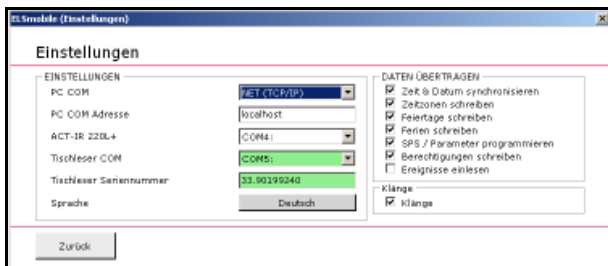 ELSmobile (Einstellungen)
Einstellungen
EINSTELLUNGEN
PC COM
NET (TCP/IP)
PC COM Adresse
localhost
ACT-IR 220L+
COM4:
Tischleser COM
COM5:
Tischleser Seriennummer
33.90199240
Sprache
Deutsch
DATEN ÜBERTRAGEN
Zeit & Datum synchronisieren
Zeitzonen schreiben
Feiertage schreiben
Ferien schreiben
SPS / Parameter programmieren
Berechtigungen schreiben
Ereignisse einlesen
Klänge
Klänge
Zurück